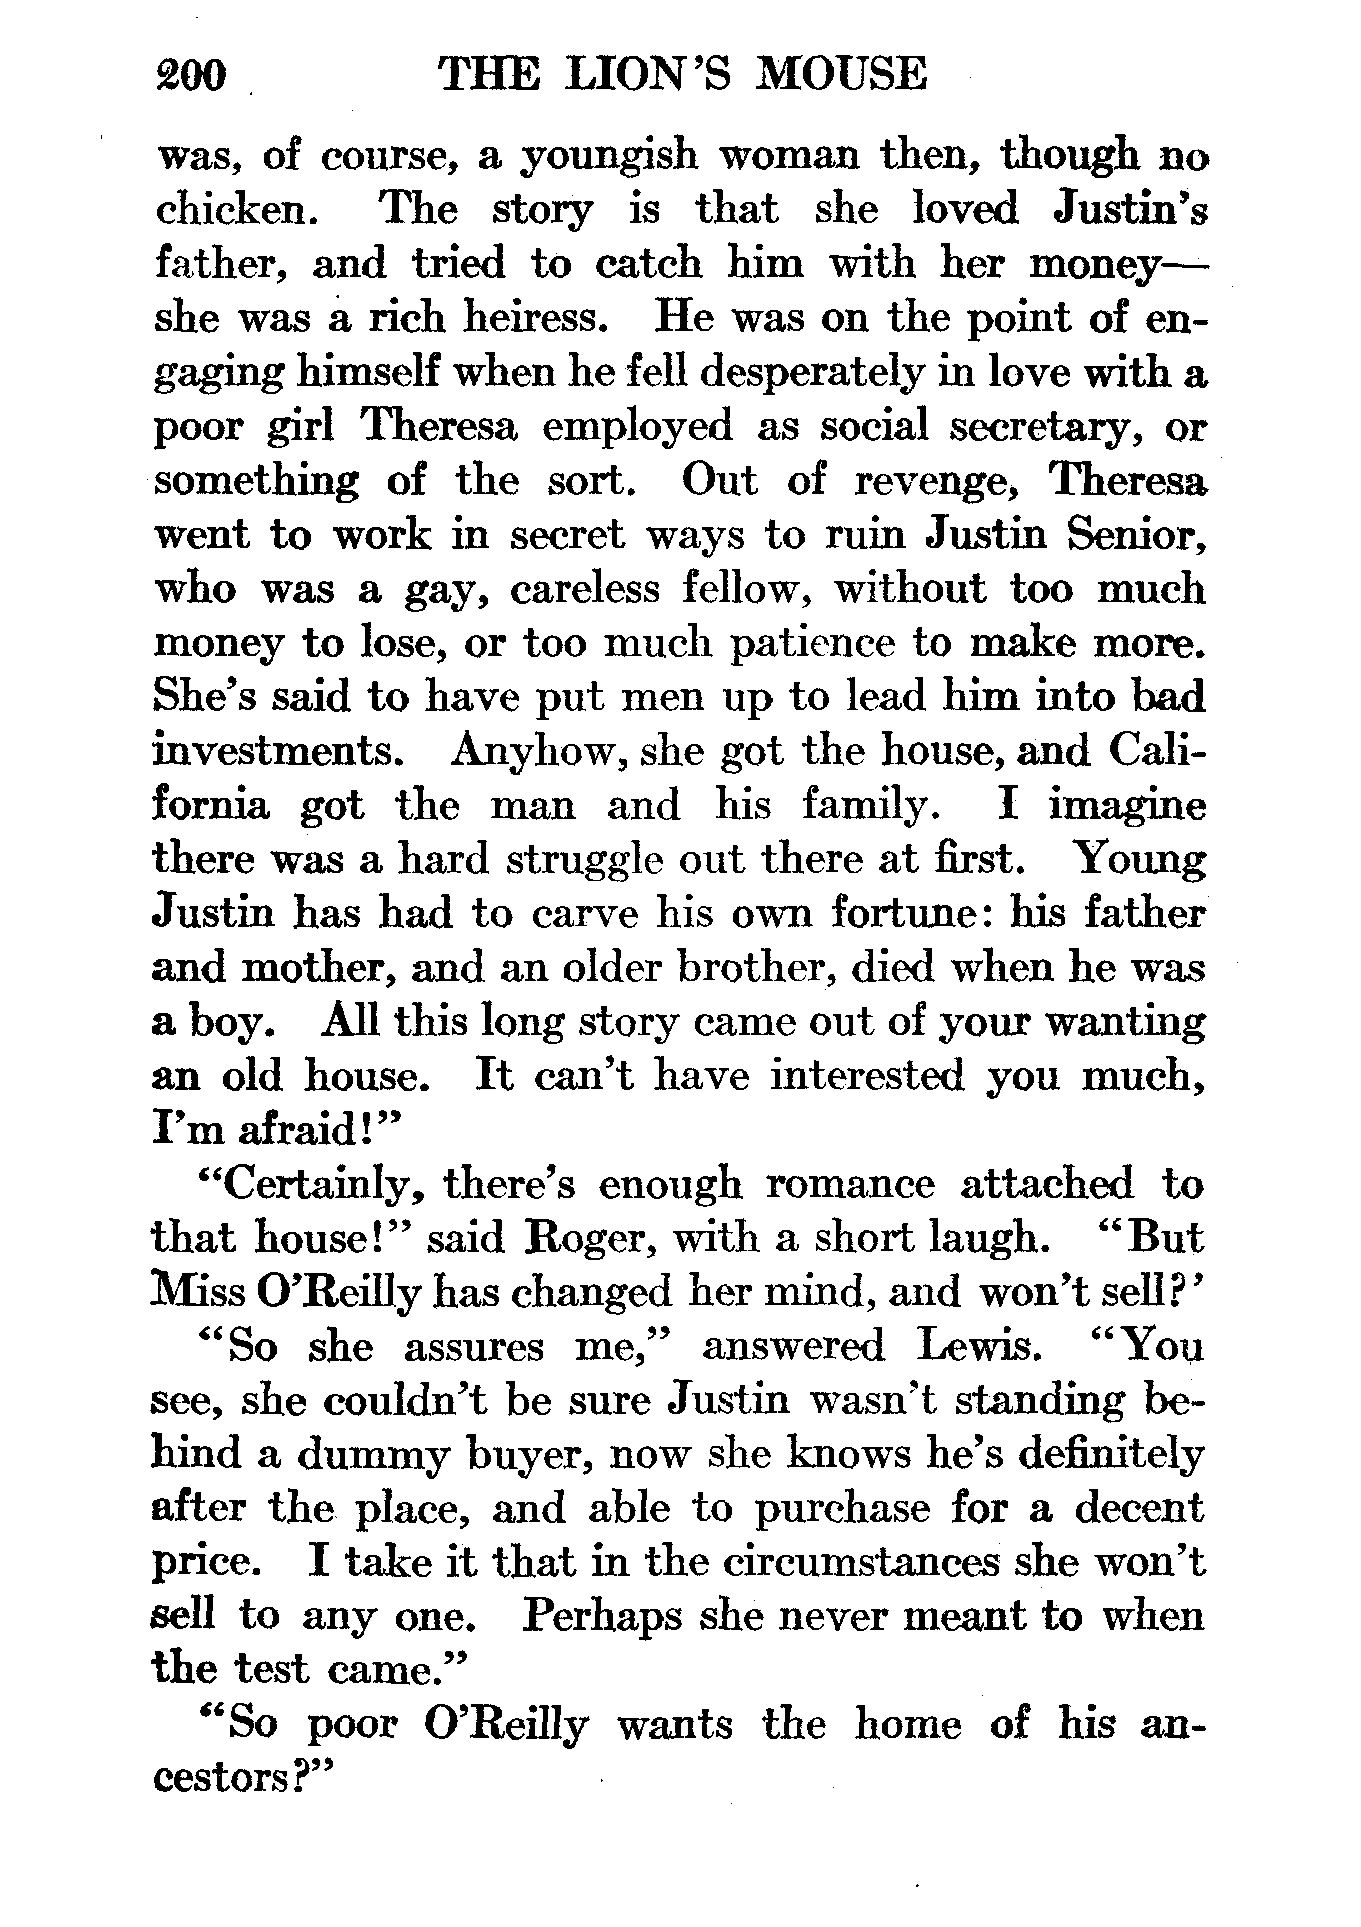 200 THE LION'S MOUSE
was, of course, a youngish woman then, though no
chicken. The story is that she loved Justin's
father, and tried to catch him with her money—
she was a rich heiress. He was on the point of en-
gaging himself when he fell desperately in love with a
poor girl Theresa employed as social secretary, or
something of the sort. Out of revenge, Theresa
went to work in secret ways to ruin Justin Senior,
who was a gay, careless fellow, without too much
money to lose, or too much patience to make more.
She's said to have put men up to lead him into bad
investments. Anyhow, she got the house, and Cali-
fornia got the man and his family. I imagine
there was a hard struggle out there at first. Young
Justin has had to carve his own fortune: his father
and mother, and an older brother, died when he was
a boy. All this long story came out of your wanting
an old house. It can't have interested you much,
I'm afraid!"
"Certainly, there's enough romance attached to
that house!" said Roger, with a short laugh. "But
Miss O'Reilly has changed her mind, and won't sell?'
"So she assures me," answered Lewis. "You
see, she couldn't be sure Justin wasn't standing be-
hind a dummy buyer, now she knows he's definitely
after the place, and able to purchase for a decent
price. I take it that in the circumstances she won't
sell to any one. Perhaps she never meant to when
the test came."
"So poor O'Reilly wants the home of his an-
cestors?"